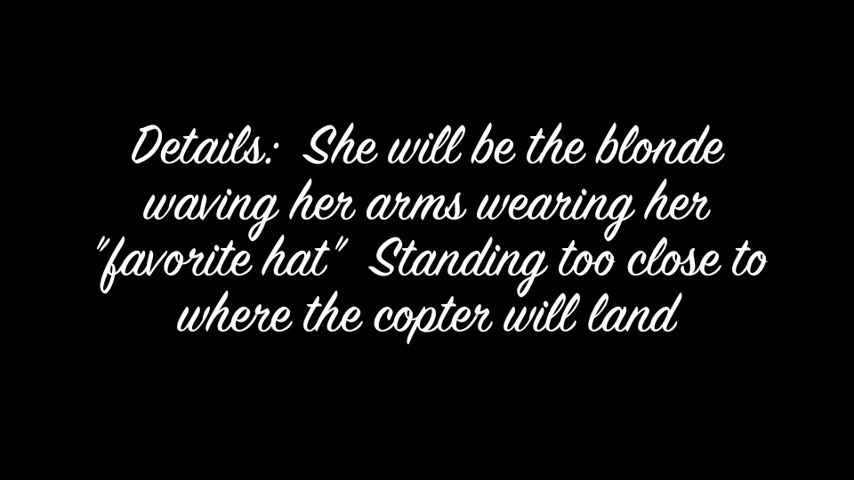 Details:  She will be the blonde
waving her arms wearing her
"favorite hat"  Standing too close to
where the copter will land